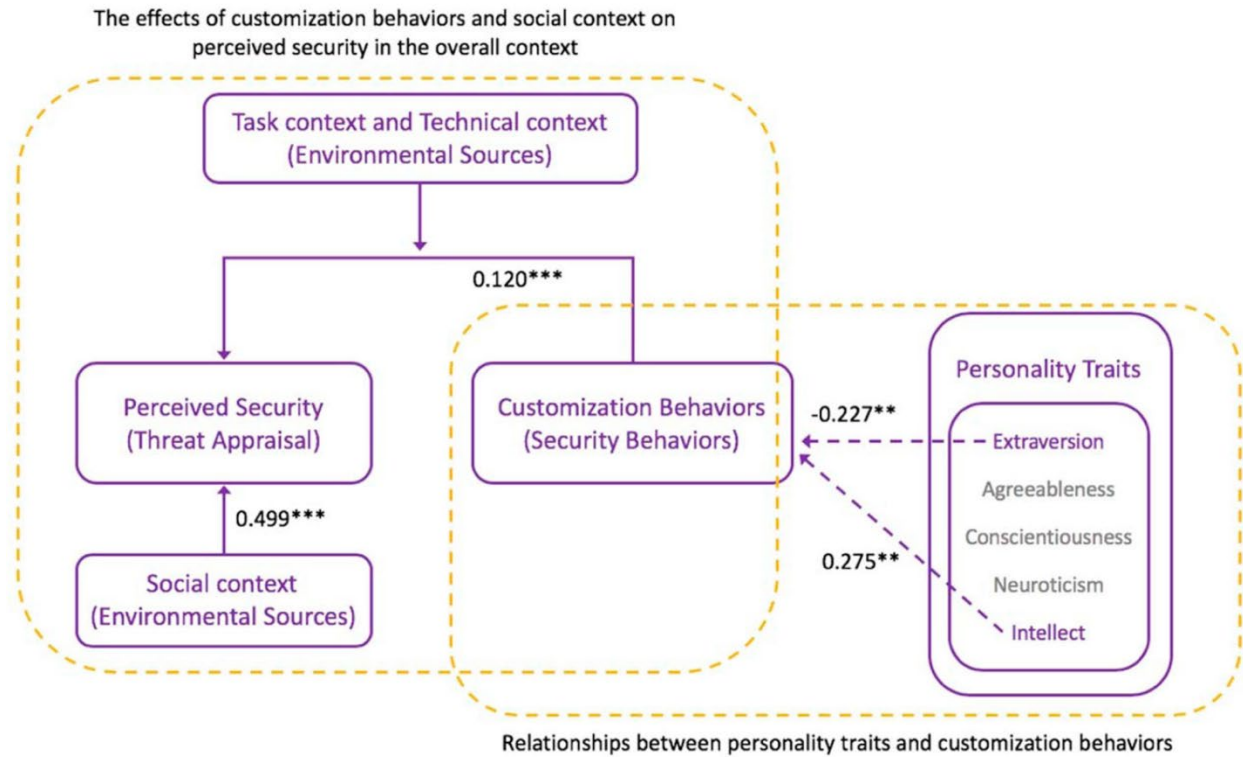 The effects of customization behaviors and social context on
perceived security in the overall context
Task context and Technical context
(Environmental Sources)
0.120***
Perceived Security
(Threat Appraisal)
Customization Behaviors
(Security Behaviors)
Personality Traits
-0.227**
Extraversion
Agreeableness
Conscientiousness
Neuroticism
Intellect
0.275**
0.499***
Social context
(Environmental Sources)
Relationships between personality traits and customization behaviors